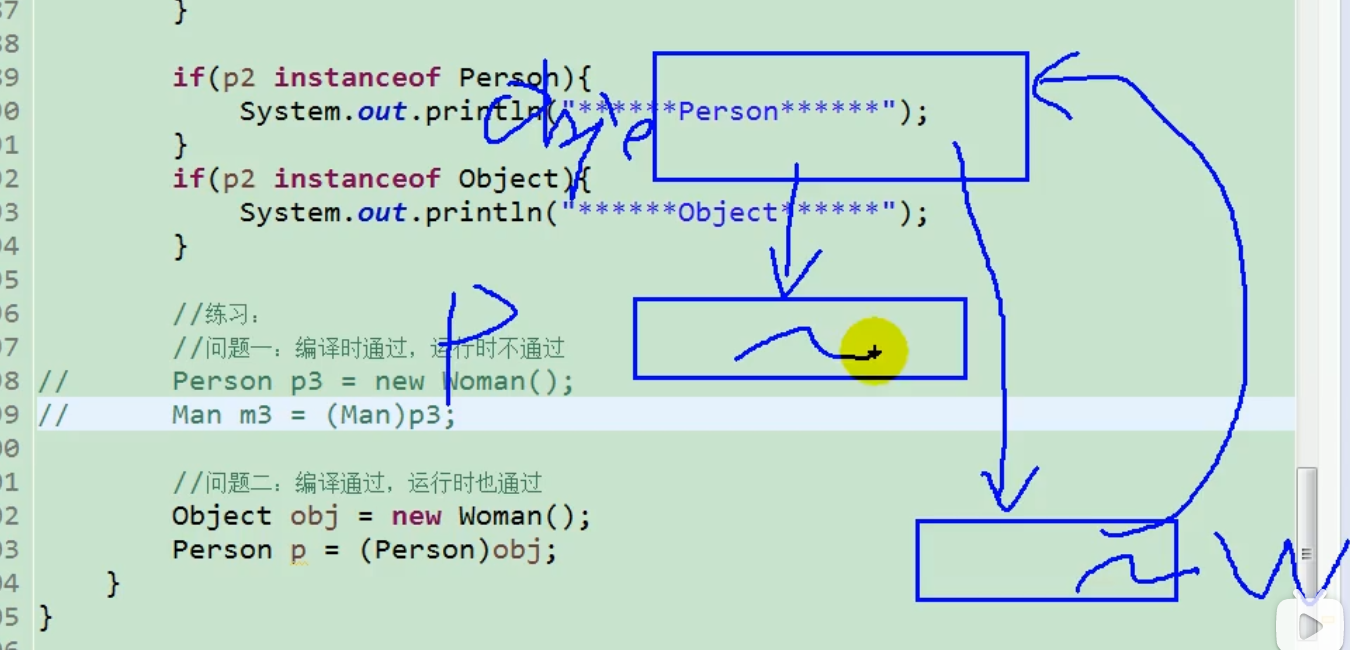 87 }
88
89 if(p2 instanceof Person){
90 System.out.println("******Person******");
91 }
92 if(p2 instanceof Object){
93 System.out.println("******Object******");
94 }
95
96 //练习:
97 //问题一: 编译时通过, 运行时不通过
98 // Person p3 = new Woman();
99 // Man m3 = (Man)p3;
00
01 //问题二: 编译通过, 运行时也通过
02 Object obj = new Woman();
03 Person p = (Person)obj;
04 }
05 }
P
W